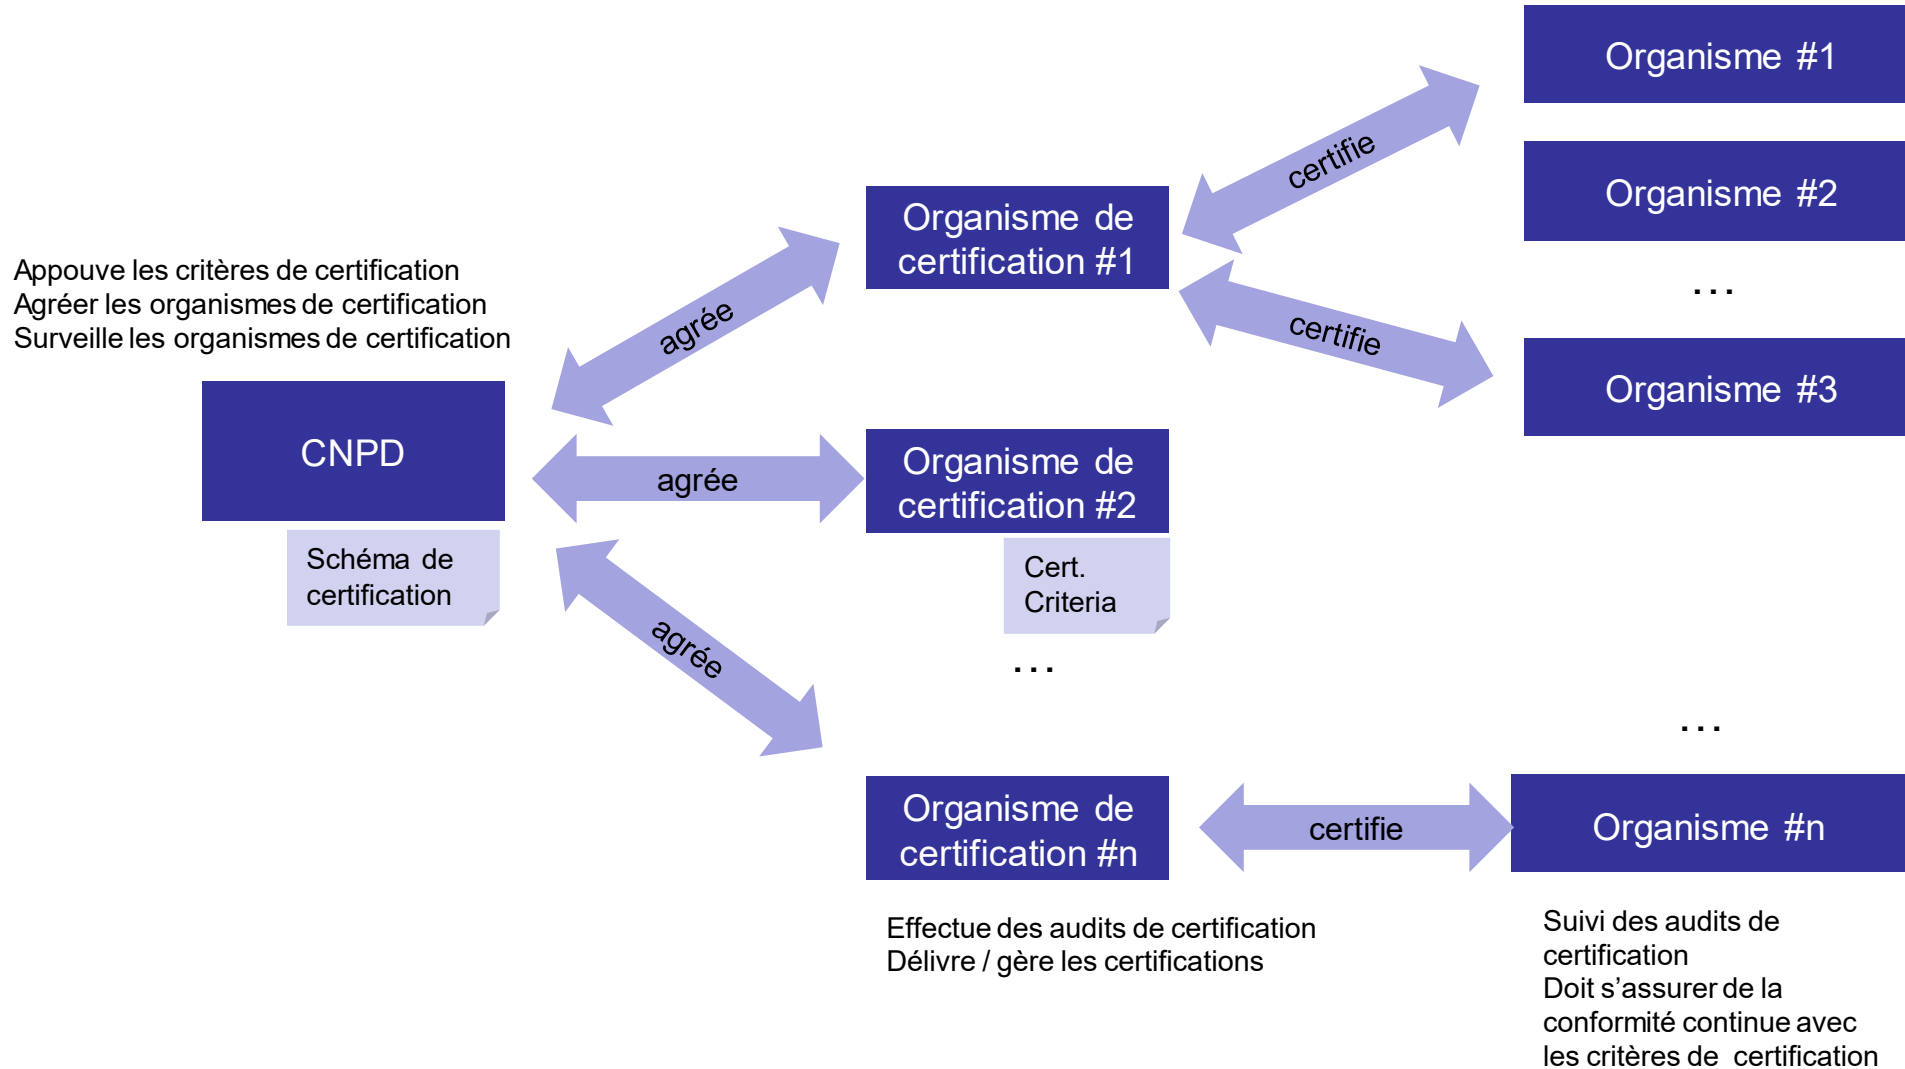 Appouve les critères de certification
Agréer les organismes de certification
Surveille les organismes de certification
CNPD
Schéma de
certification
agrée
agrée
agrée
Organisme de
certification #1
Organisme de
certification #2
Cert.
Criteria
...
Organisme de
certification #n
Effectue des audits de certification
Délivre / gère les certifications
certifie
certifie
certifie
Organisme #1
Organisme #2
...
Organisme #3
...
Organisme #n
Suivi des audits de
certification
Doit s’assurer de la
conformité continue avec
les critères de certification